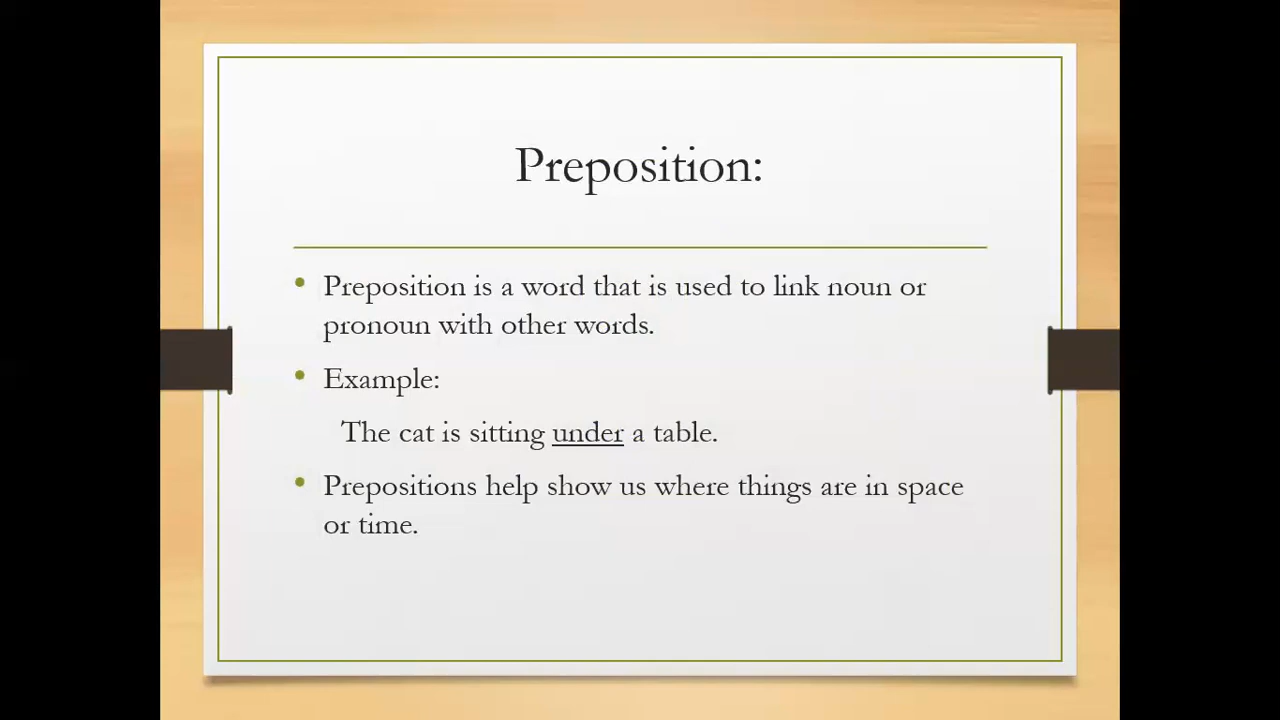 Preposition:
Preposition is a word that is used to link noun or
pronoun with other words.
Example:
The cat is sitting under a table.
Prepositions help show us where things are in space
or time.